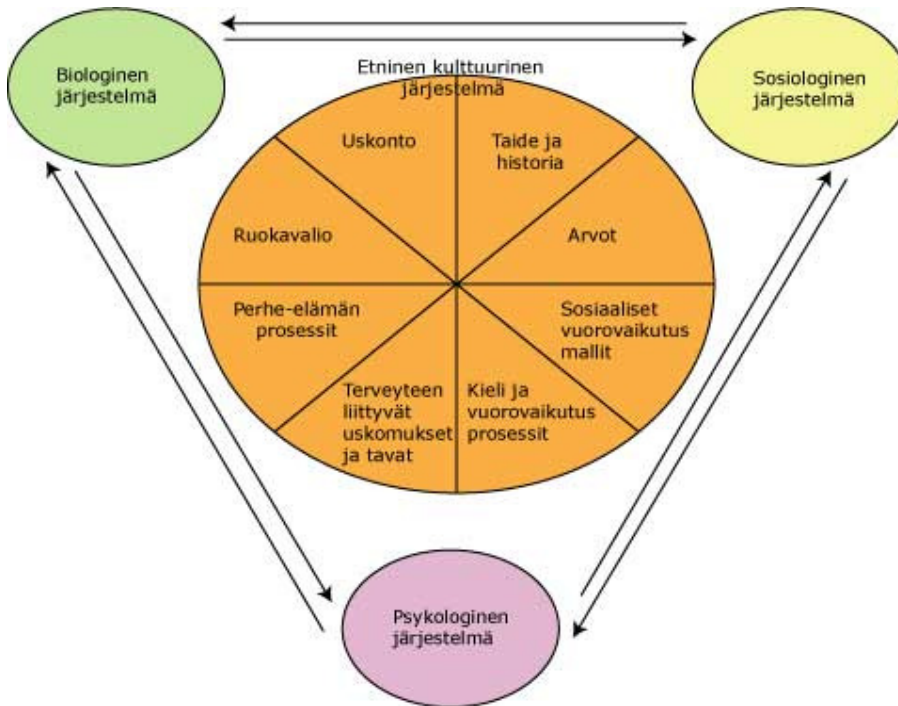 Biologinen
järjestelmä
Etninen kulttuurinen
järjestelmä
Sosiologinen
järjestelmä
Uskonto
Taide ja
historia
Ruokavalio
Arvot
Perhe-elämän
prosessit
Sosiaaliset
vuorovaikutus
mallit
Terveyteen
liittyvät
uskomukset
ja tavat
Kieli ja
vuorovaikutus
prosessit
Psykologinen
järjestelmä